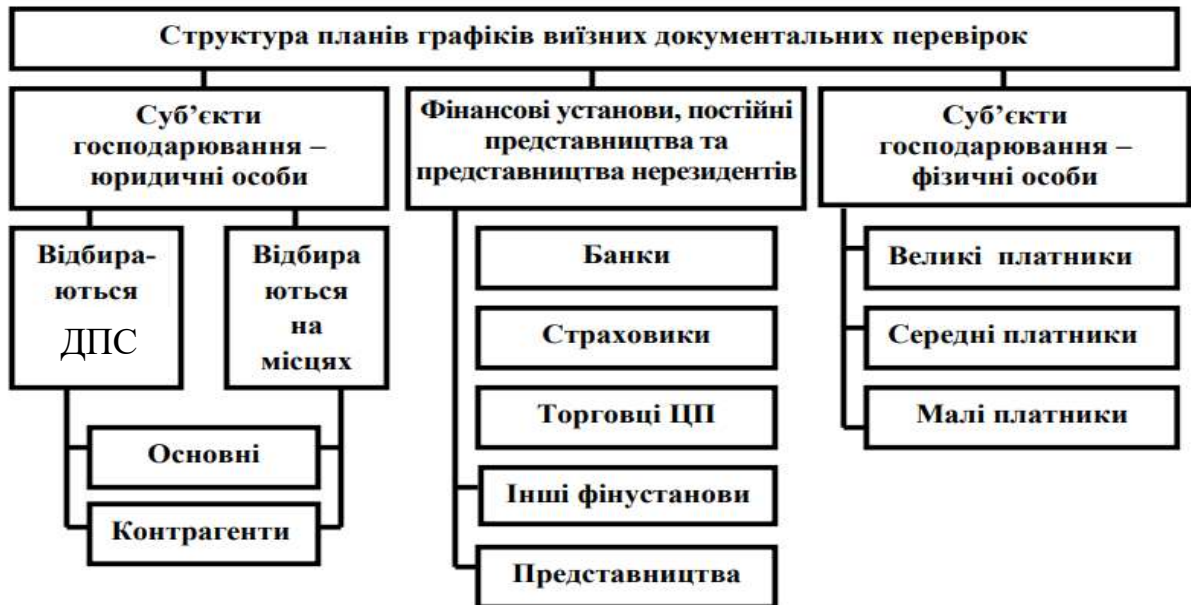 Структура планів графіків виїзних документальних перевірок
Суб’єкти
господарювання –
юридичні особи
Відбира-
ються
ДПС
Відбира
ються
на
місцях
Основні
Контрагенти
Фінансові установи, постійні
представництва та
представництва нерезидентів
Банки
Страховики
Торговці ЦП
Інші фінустанови
Представництва
Суб’єкти
господарювання –
фізичні особи
Великі платники
Середні платники
Малі платники